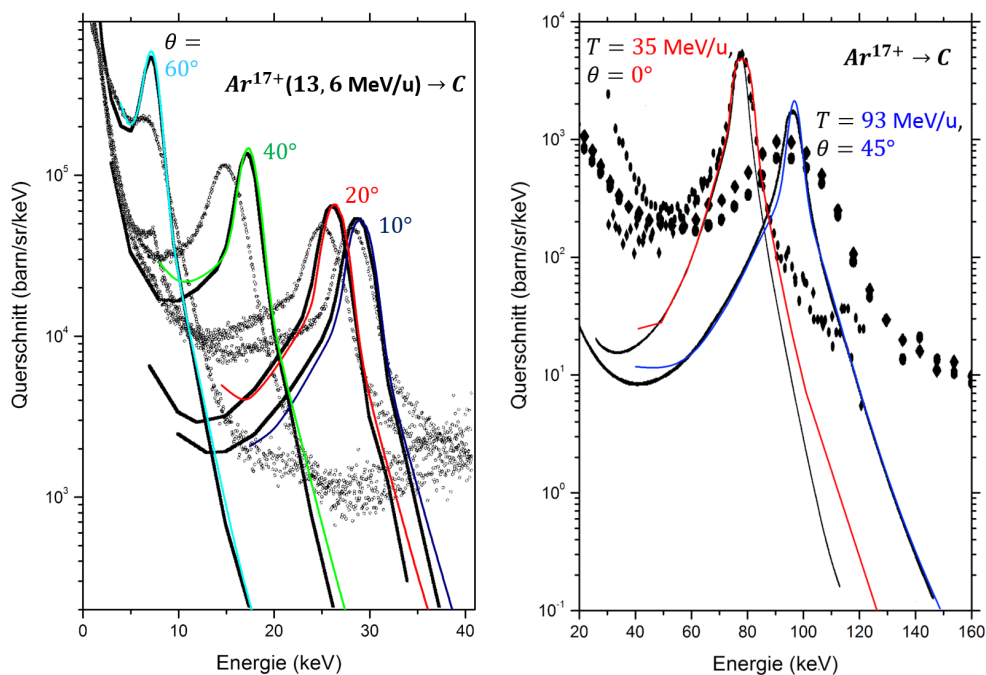 θ =
60°
Ar¹⁷⁺(13,6 MeV/u) → C
40°
20°
10°
10⁵
10⁴
10³
Querschnitt (barn/sr/keV)
0 10 20 30 40
Energie (keV)
T = 35 MeV/u,
θ = 0°
Ar¹⁷⁺ → C
T = 93 MeV/u,
θ = 45°
10⁴
10³
10²
10¹
10⁰
10⁻¹
Querschnitt (barn/sr/keV)
20 40 60 80 100 120 140 160
Energie (keV)